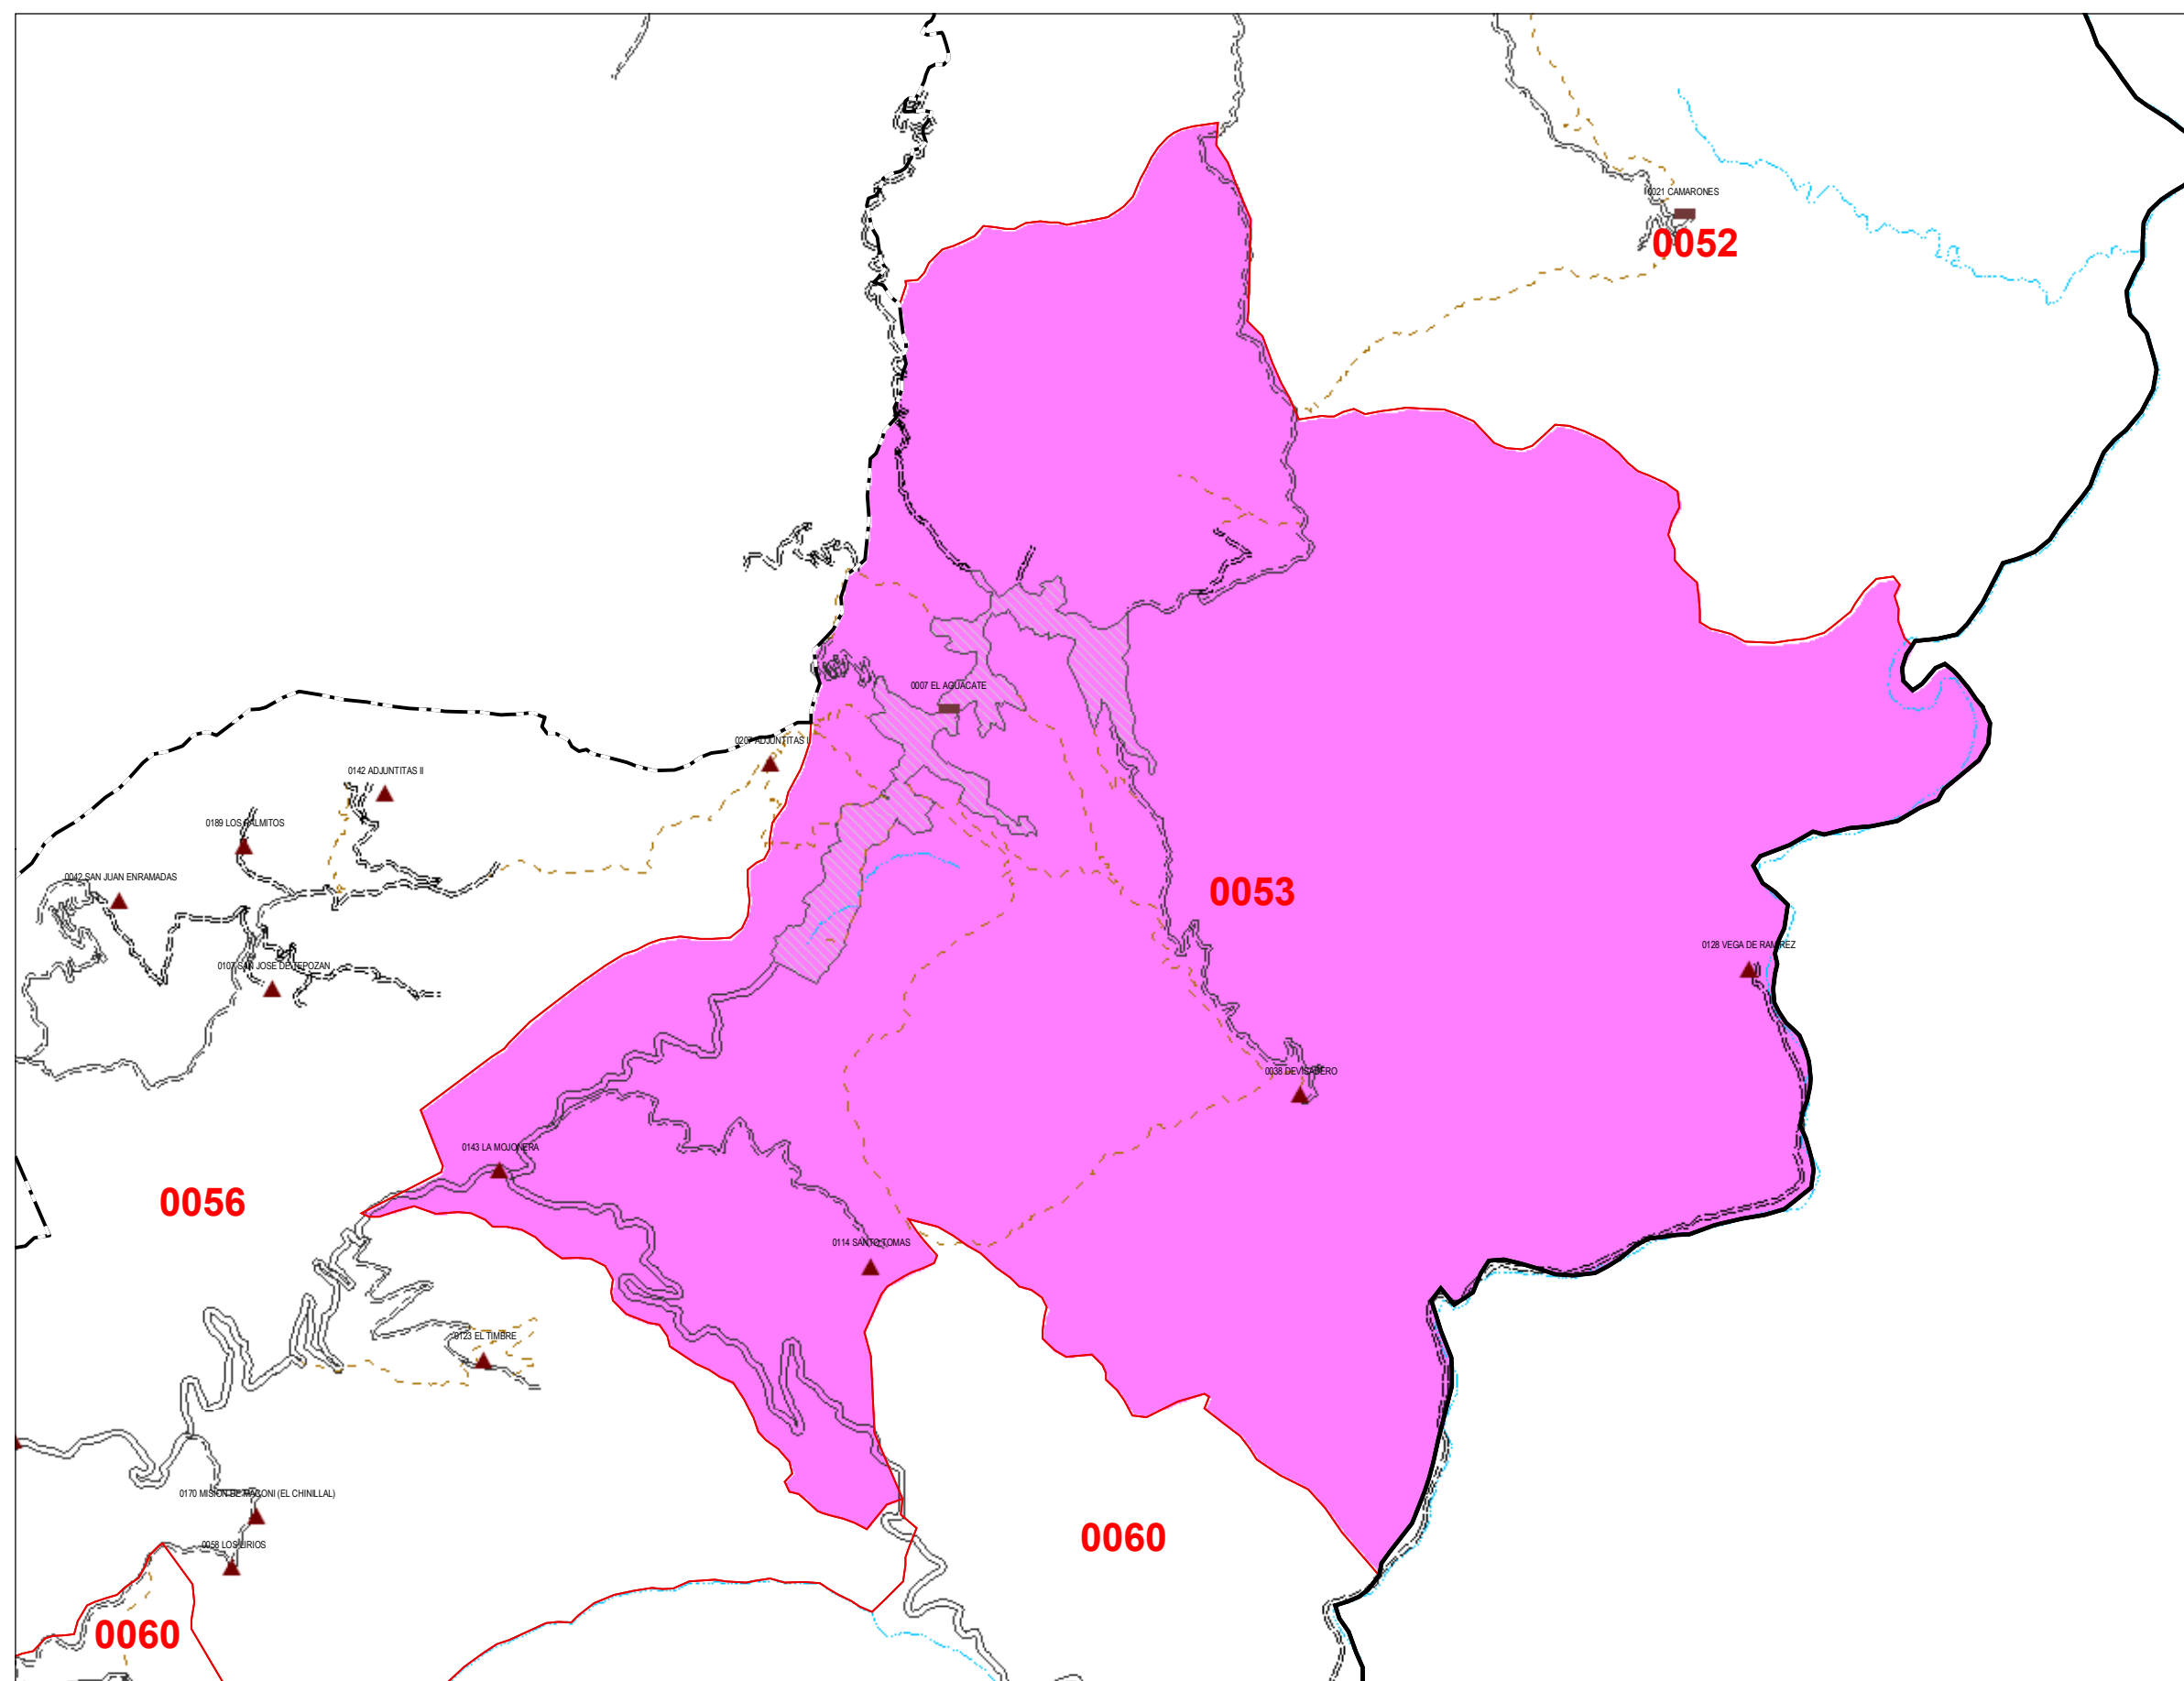 0021 CAMARONES
0052
0007 EL AGUACATE
0207 ADJUNTITAS I
0142 ADJUNTITAS II
0189 LOS PALMITOS
0042 SAN JUAN ENRAMADAS
0053
0128 VEGA DE RAMIREZ
0107 SAN JOSE DE TEPOZAN
0038 DEVISADERO
0143 LA MOJONERA
0056
0114 SANTO TOMAS
0123 EL TIMBRE
0170 MISION DE MACONI (EL CHINILLAL)
0060
0058 LOS LIRIOS
0060